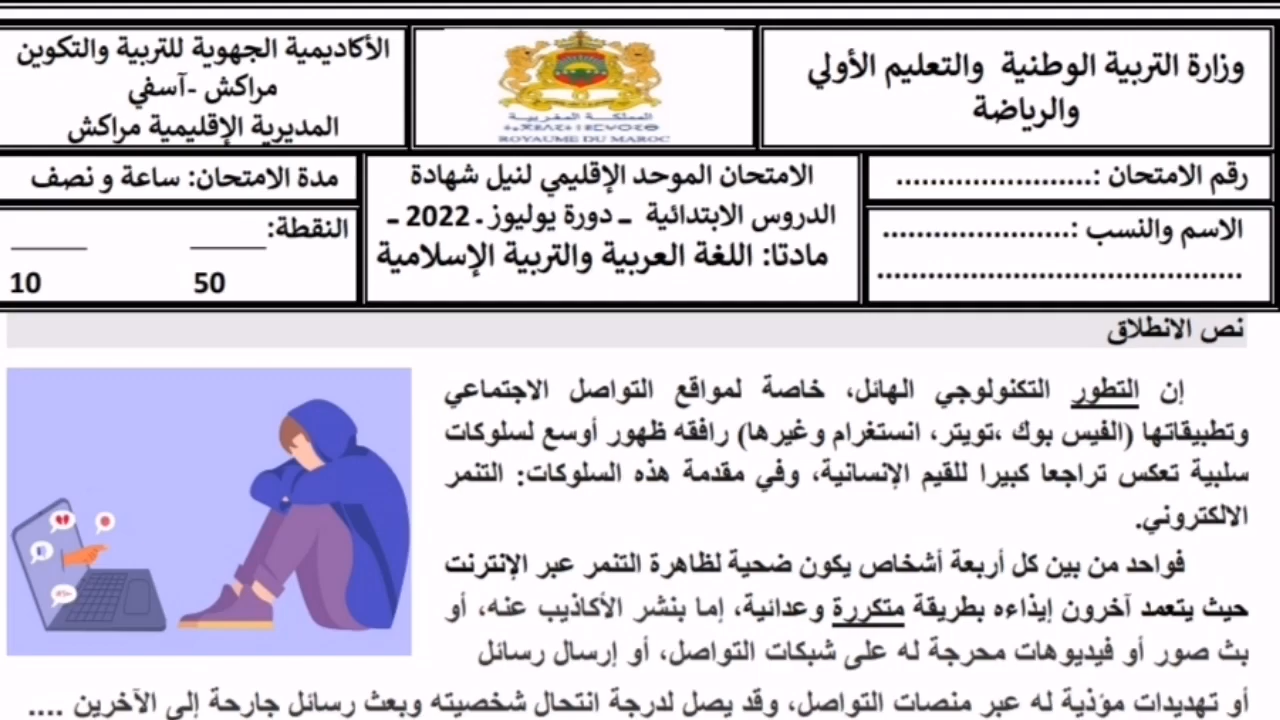 وزارة التربية الوطنية والتعليم الأولي
والرياضة
المملكة المغربية
ROYAUME DU MAROC
الأكاديمية الجهوية للتربية والتكوين
مراكش -آسفي
المديرية الإقليمية مراكش
رقم الامتحان :.......................
الاسم والنسب :......................
...........................................
الامتحان الموحد الإقليمي لنيل شهادة
الدروس الابتدائية ـ دورة يوليوز ـ 2022 ـ
مادتا: اللغة العربية والتربية الإسلامية
مدة الامتحان: ساعة و نصف
النقطة:
50
10
نص الانطلاق
إن التطور التكنولوجي الهائل، خاصة لمواقع التواصل الاجتماعي
وتطبيقاتها (الفيس بوك ،تويتر، انستغرام وغيرها) رافقه ظهور أوسع لسلوكات
سلبية تعكس تراجعا كبيرا للقيم الإنسانية، وفي مقدمة هذه السلوكات: التنمر
الالكتروني.
فواحد من بين كل أربعة أشخاص يكون ضحية لظاهرة التنمر عبر الإنترنت
حيث يتعمد آخرون إيذاءه بطريقة متكررة وعدائية، إما بنشر الأكاذيب عنه، أو
بث صور أو فيديوهات محرجة له على شبكات التواصل، أو إرسال رسائل
أو تهديدات مؤذية له عبر منصات التواصل، وقد يصل لدرجة انتحال شخصيته وبعث رسائل جارحة إلى الآخرين ....